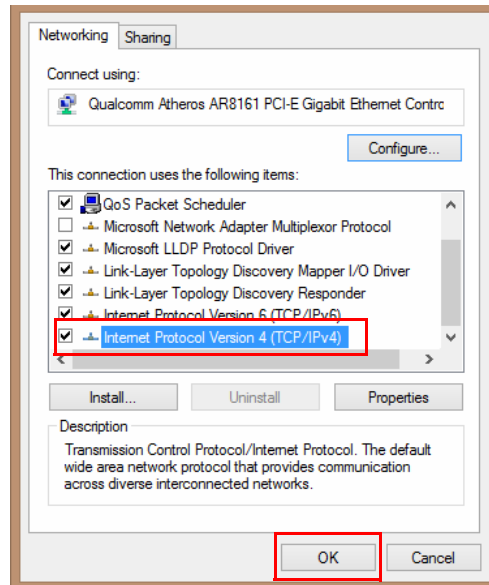 Networking
Sharing
Connect using:
Qualcomm Atheros AR8161 PCI-E Gigabit Ethernet Contrc
Configure...
This connection uses the following items:
QoS Packet Scheduler
Microsoft Network Adapter Multiplexor Protocol
Microsoft LLDP Protocol Driver
Link-Layer Topology Discovery Mapper I/O Driver
Link-Layer Topology Discovery Responder
Internet Protocol Version 6 (TCP/IPv6)
Internet Protocol Version 4 (TCP/IPv4)
Install...
Uninstall
Properties
Description
Transmission Control Protocol/Internet Protocol. The default
wide area network protocol that provides communication
across diverse interconnected networks.
OK
Cancel